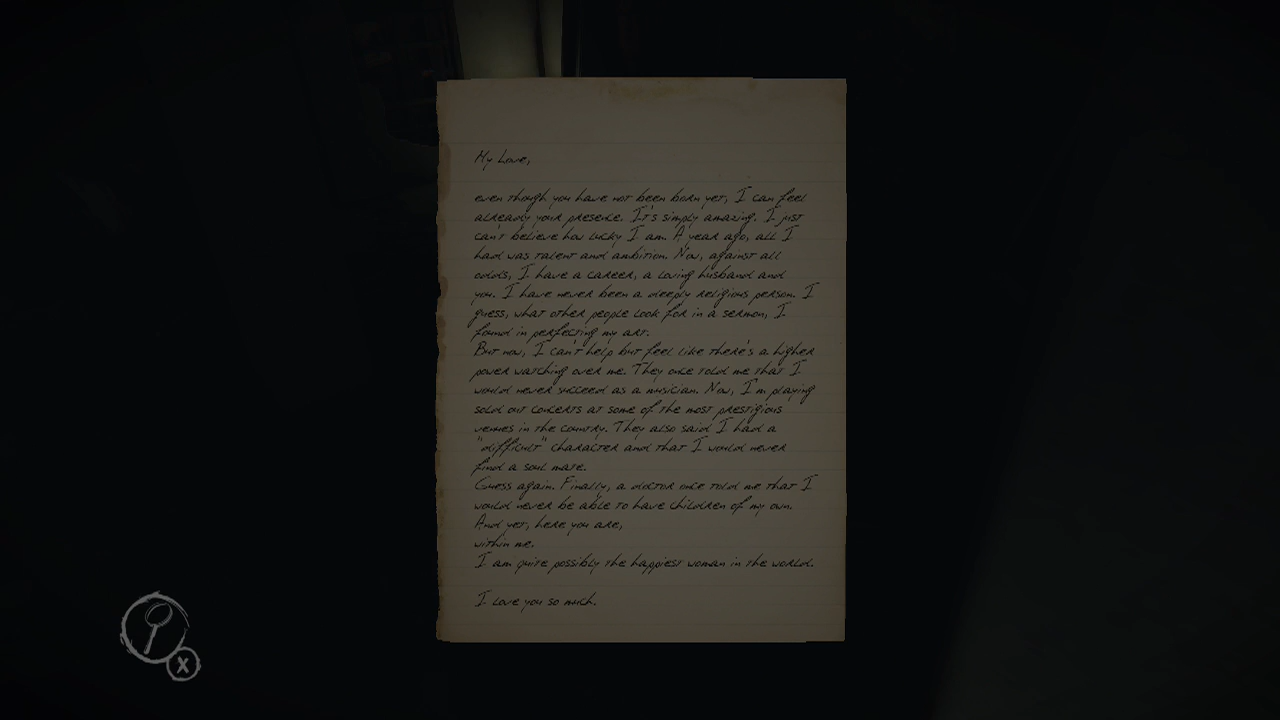 My Love,
even though you have not been born yet, I can feel
already your presence. It's simply amazing. I just
can't believe how lucky I am. A year ago, all I
had was talent and ambition. Now, against all
odds, I have a career, a loving husband and
you. I have never been a deeply religious person. I
guess, what other people look for in a sermon, I
found in perfecting my art.
But now, I can't help but feel like there's a higher
power watching over me. They once told me that I
would never succeed as a musician. Now, I'm playing
sold out concerts at some of the most prestigious
venues in the country. They also said I had a
"difficult" character and that I would never
find a soul mate.
Guess again. Finally, a doctor once told me that I
would never be able to have children of my own.
And yet, here you are,
within me.
I am quite possibly the happiest woman in the world.
I love you so much.
X